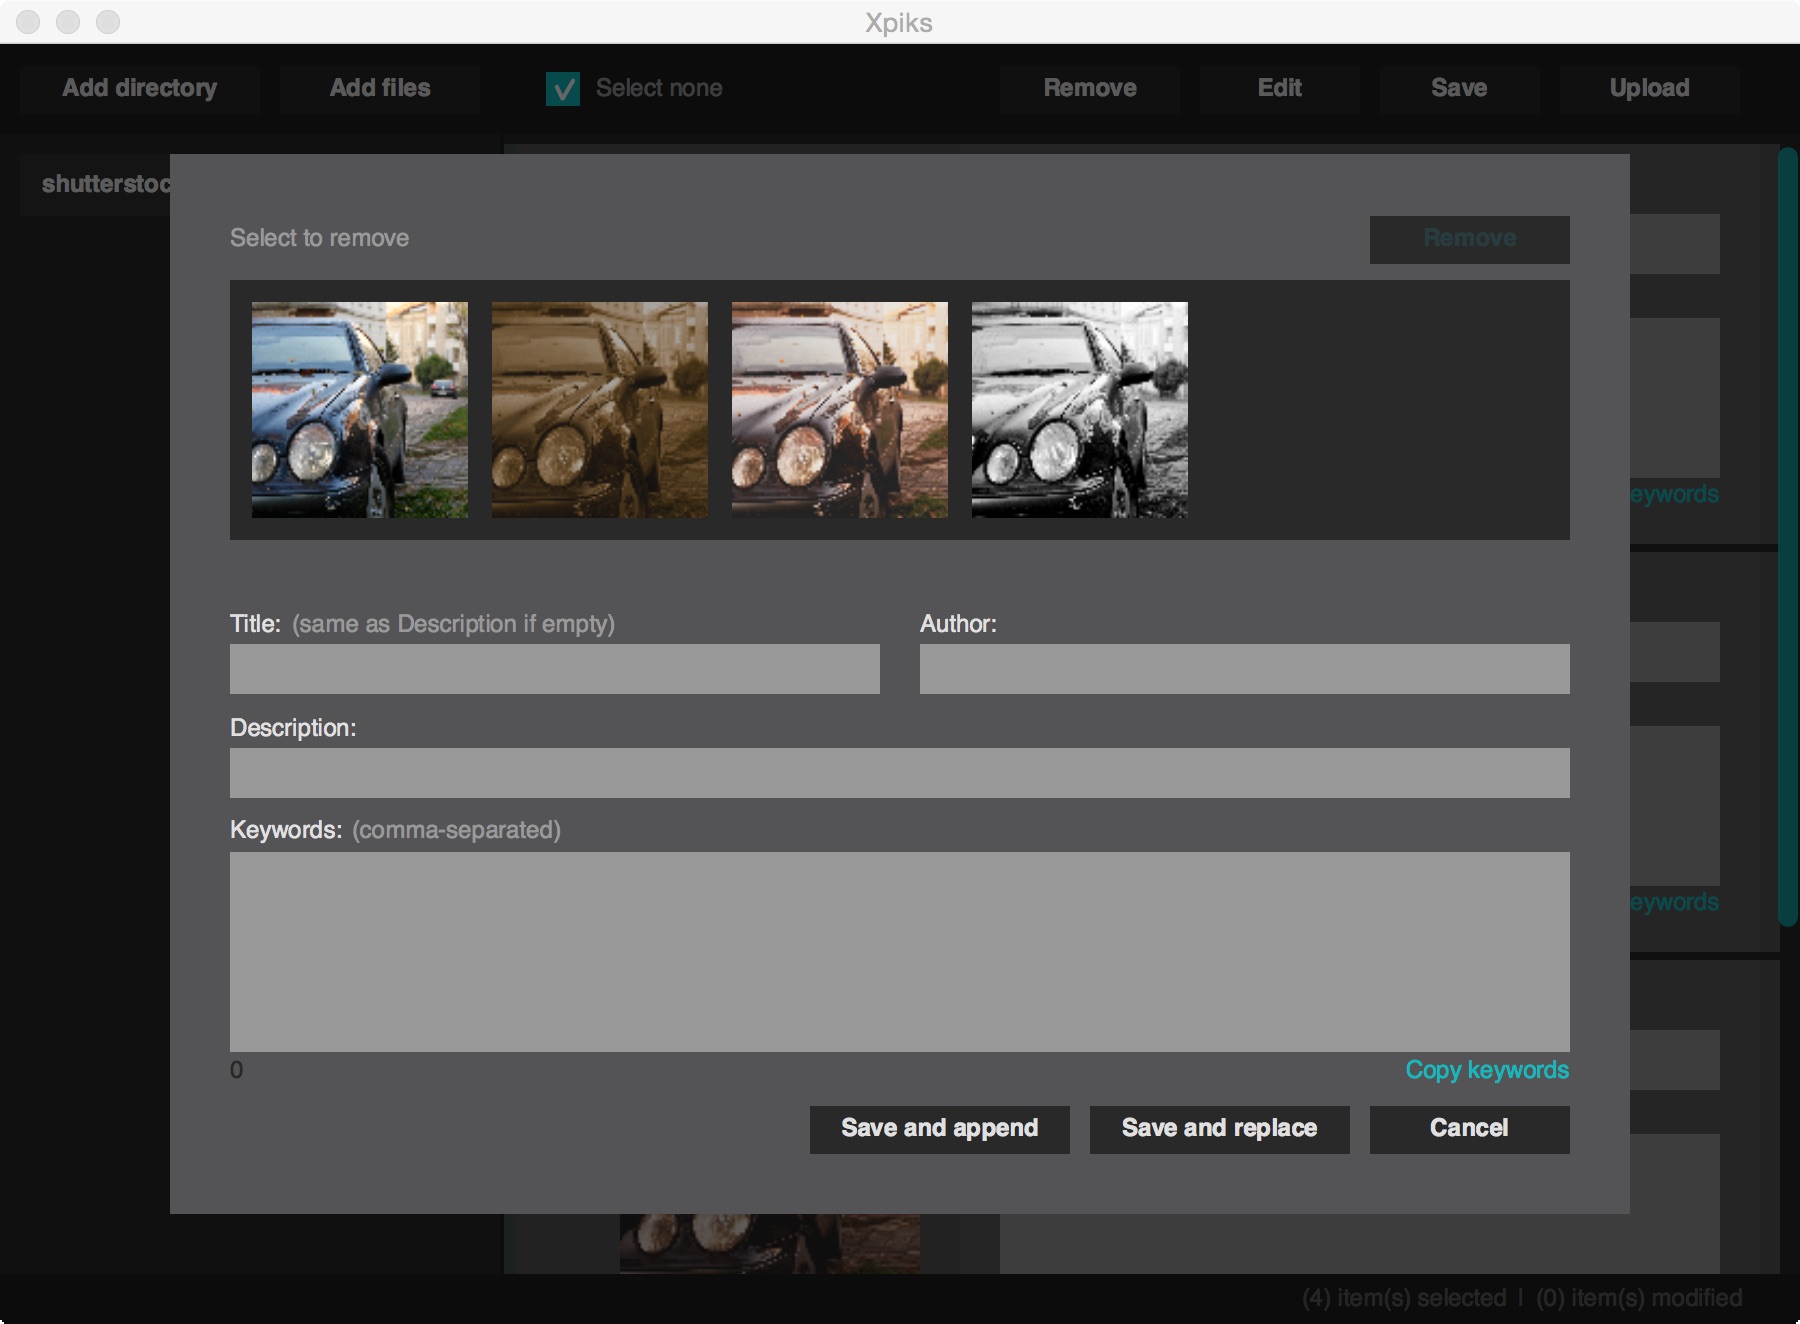 Xpiks
Add directory
Add files
Select none
Remove
Edit
Save
Upload
shutterstoc
Select to remove
Remove
eywords
Title: (same as Description if empty)
Author:
Description:
eywords
Keywords: (comma-separated)
0
Copy keywords
Save and append
Save and replace
Cancel
(4) item(s) selected | (0) item(s) modified